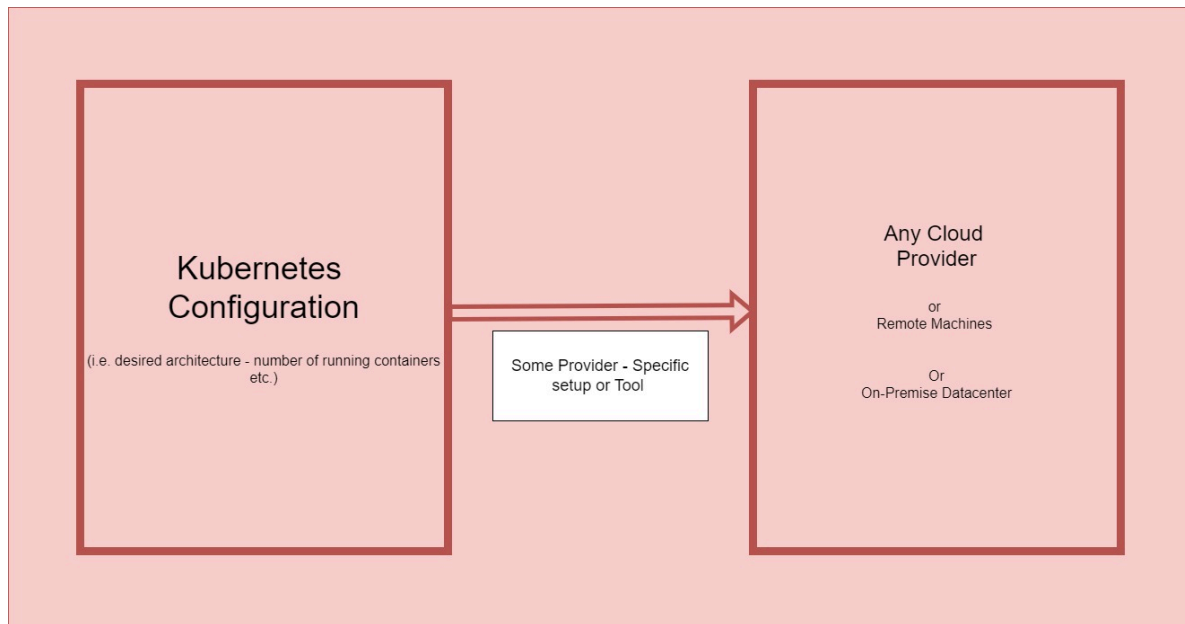 Kubernetes
Configuration
(i.e. desired architecture - number of running containers
etc.)
Some Provider - Specific
setup or Tool
Any Cloud
Provider
or
Remote Machines
Or
On-Premise Datacenter